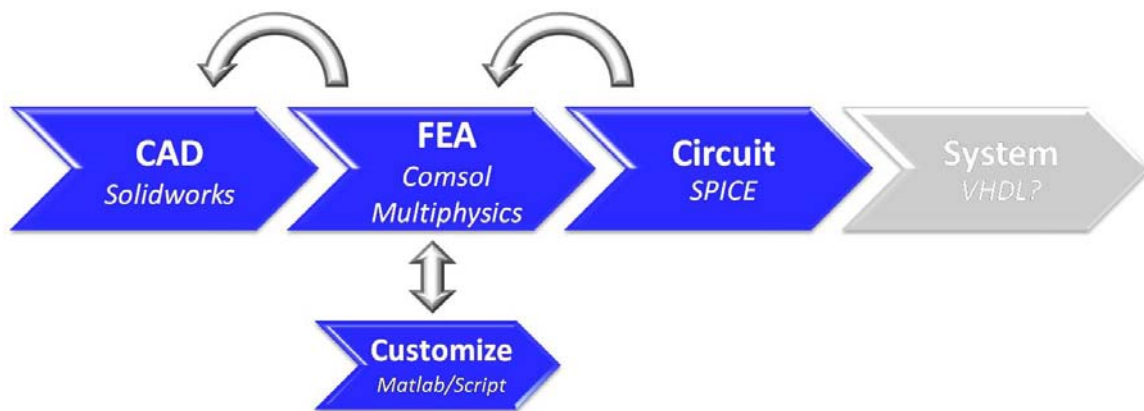 CAD
Solidworks
FEA
Comsol
Multiphysics
Circuit
SPICE
System
VHDL?
Customize
Matlab/Script